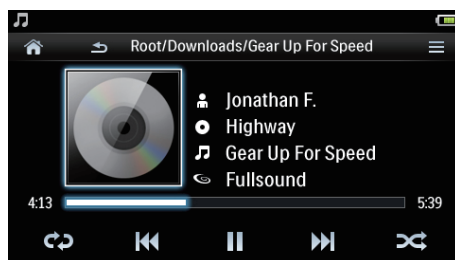 Root/Downloads/Gear Up For Speed
Jonathan F.
Highway
Gear Up For Speed
Fullsound
4:13
5:39